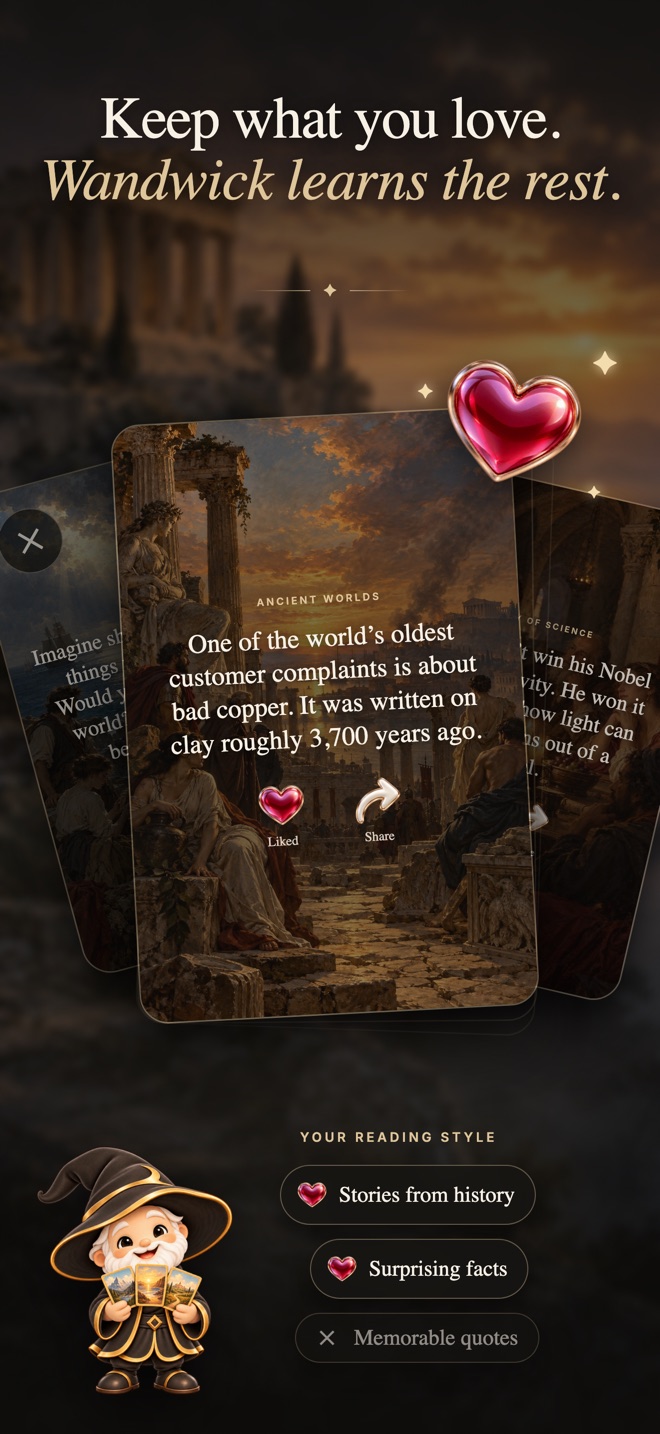 Keep what you love.
Wandwick learns the rest.
Imagine
things
Would
world?
ANCIENT WORLDS
One of the world’s oldest
customer complaints is about
bad copper. It was written on
clay roughly 3,700 years ago.
Liked
Share
OF SCIENCE
win his Nobel
He won it
how light can
out of a
YOUR READING STYLE
Stories from history
Surprising facts
Memorable quotes